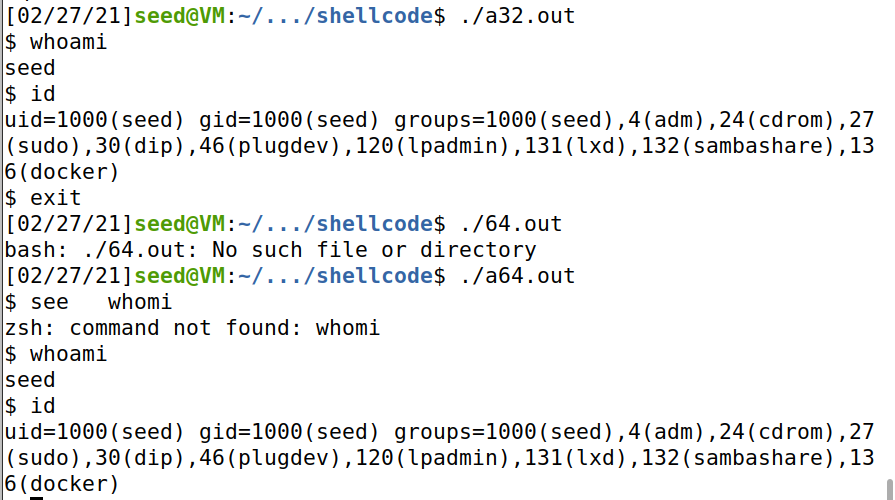 [02/27/21]seed@VM:~/.../shellcode$ ./a32.out
$ whoami
seed
$ id
uid=1000(seed) gid=1000(seed) groups=1000(seed),4(adm),24(cdrom),27
(sudo),30(dip),46(plugdev),120(lpadmin),131(lxd),132(sambashare),13
6(docker)
$ exit
[02/27/21]seed@VM:~/.../shellcode$ ./64.out
bash: ./64.out: No such file or directory
[02/27/21]seed@VM:~/.../shellcode$ ./a64.out
$ see   whomi
zsh: command not found: whomi
$ whoami
seed
$ id
uid=1000(seed) gid=1000(seed) groups=1000(seed),4(adm),24(cdrom),27
(sudo),30(dip),46(plugdev),120(lpadmin),131(lxd),132(sambashare),13
6(docker)